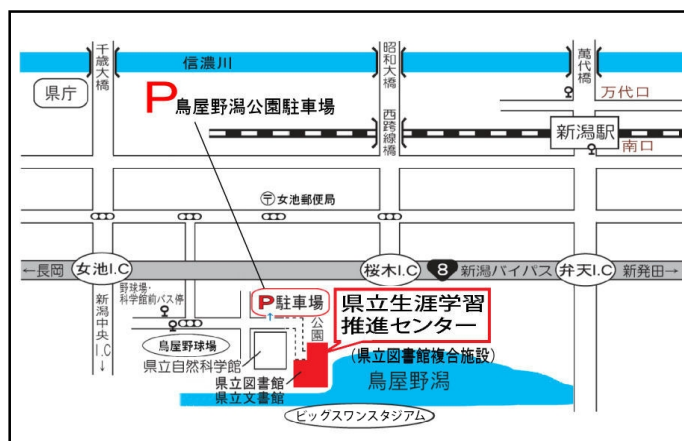 千歳大橋
信濃川
昭和大橋
萬代橋
県庁
P
鳥屋野潟公園駐車場
西跨線橋
万代口
新潟駅
南口
〒女池郵便局
←長岡
女池I.C
桜木I.C
8
新潟バイパス
弁天I.C
新発田→
新潟中央I.C→
野球場・
科学館前バス停
P駐車場
公園
県立生涯学習
推進センター
(県立図書館複合施設)
鳥屋野球場
県立自然科学館
県立図書館
県立文書館
鳥屋野潟
ビッグスワンスタジアム